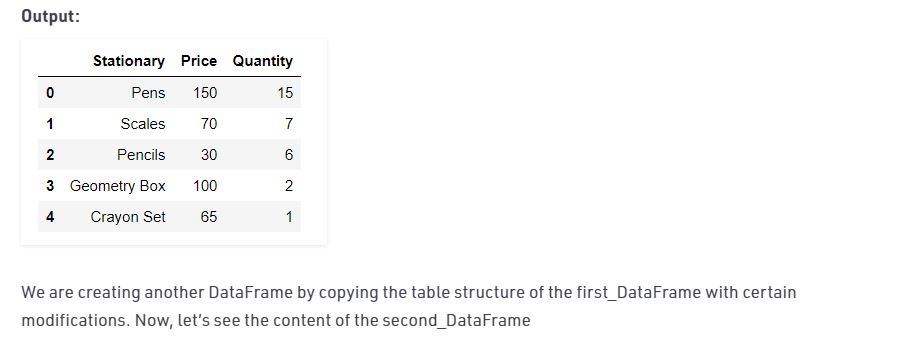 Output:
Stationary Price Quantity
0 Pens 150 15
1 Scales 70 7
2 Pencils 30 6
3 Geometry Box 100 2
4 Crayon Set 65 1
We are creating another DataFrame by copying the table structure of the first_DataFrame with certain
modifications. Now, let's see the content of the second_DataFrame